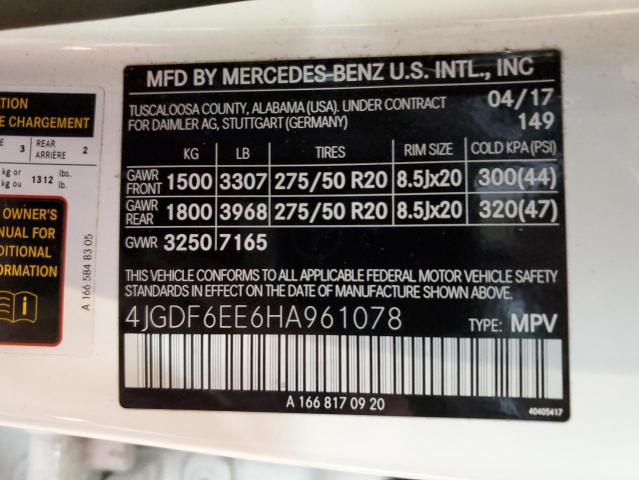 ATION
E CHARGEMENT
E 3 REAR ARRIÈRE 2
kg or 1312 lbs.
kg ou lb.
OWNER'S
NUAL FOR
DITIONAL
ORMATION
A 166 584 83 05
MFD BY MERCEDES-BENZ U.S. INTL., INC
TUSCALOOSA COUNTY, ALABAMA (USA). UNDER CONTRACT 04/17
FOR DAIMLER AG, STUTTGART (GERMANY) 149
KG LB TIRES RIM SIZE COLD KPA (PSI)
GAWR FRONT 1500 3307 275/50 R20 8.5Jx20 300(44)
GAWR REAR 1800 3968 275/50 R20 8.5Jx20 320(47)
GVWR 3250 7165
THIS VEHICLE CONFORMS TO ALL APPLICABLE FEDERAL MOTOR VEHICLE SAFETY
STANDARDS IN EFFECT ON THE DATE OF MANUFACTURE SHOWN ABOVE.
4JGDF6EE6HA961078 TYPE: MPV
A 166 817 09 20
40405417